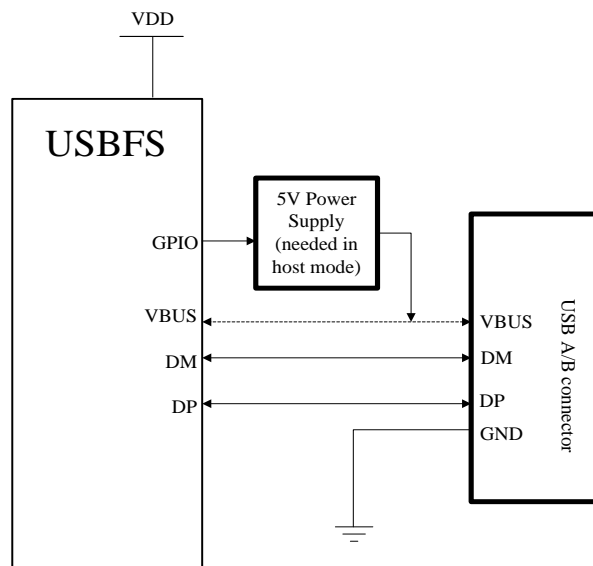 VDD
USBFS
5V Power
Supply
(needed in
host mode)
GPIO
VBUS
DM
DP
VBUS
DM
DP
GND
USB A/B connector